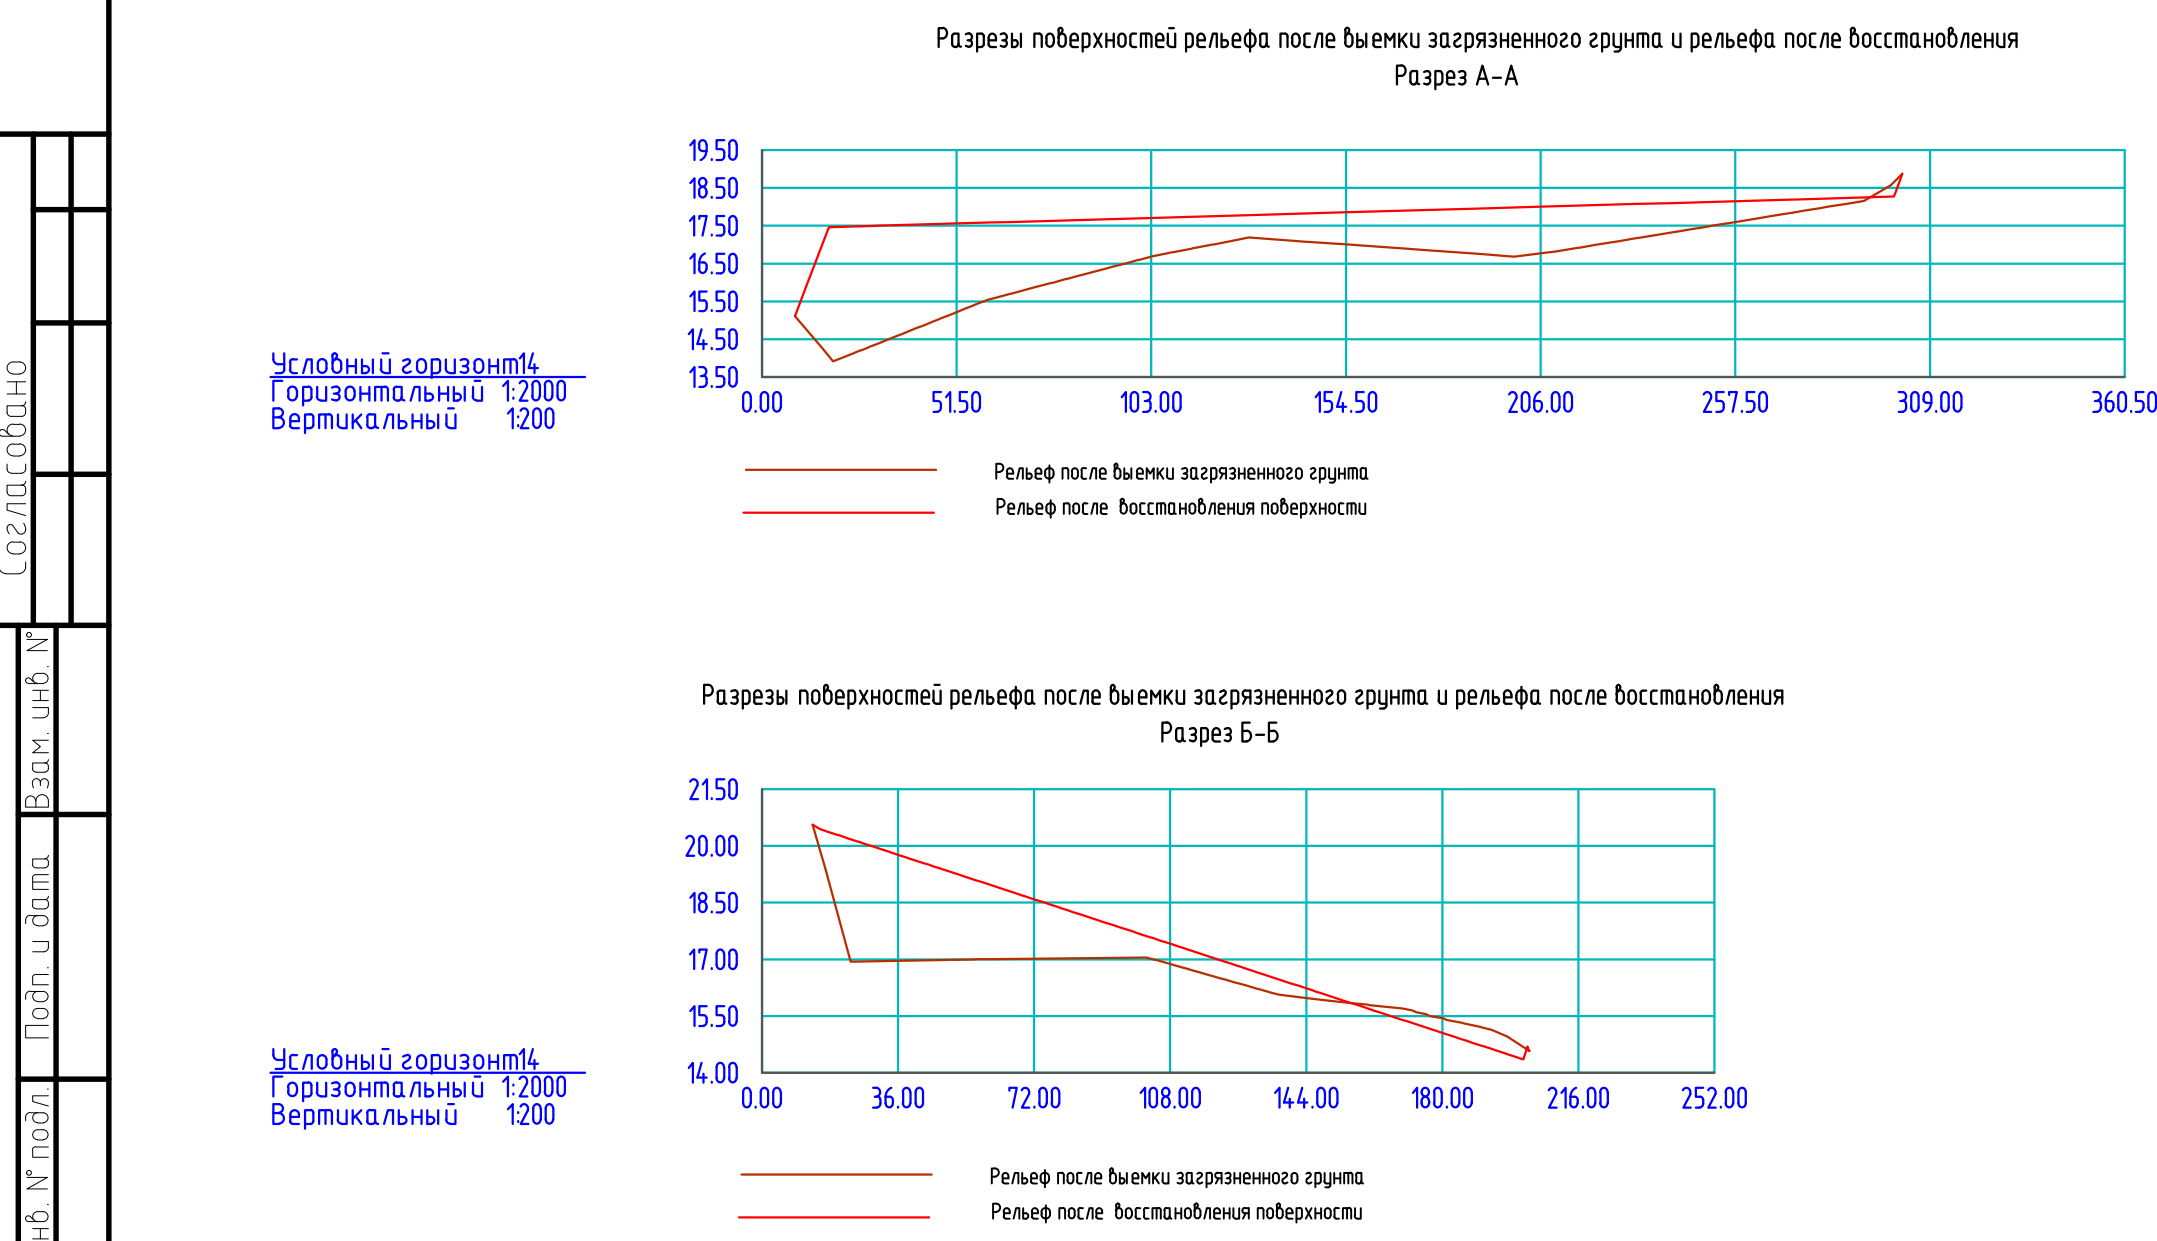 Разрезы поверхностей рельефа после выемки загрязненного грунта и рельефа после восстановления
Разрез А-А
19.50
18.50
17.50
16.50
15.50
14.50
13.50
0.00 51.50 103.00 154.50 206.00 257.50 309.00 360.50
Условный горизонт14
Горизонтальный 1:2000
Вертикальный 1:200
Рельеф после выемки загрязненного грунта
Рельеф после восстановления поверхности
Разрезы поверхностей рельефа после выемки загрязненного грунта и рельефа после восстановления
Разрез Б-Б
21.50
20.00
18.50
17.00
15.50
14.00
0.00 36.00 72.00 108.00 144.00 180.00 216.00 252.00
Условный горизонт14
Горизонтальный 1:2000
Вертикальный 1:200
Рельеф после выемки загрязненного грунта
Рельеф после восстановления поверхности
Согласовано
Взам. инв. N°
Подп. и дата
нв. N° подл.